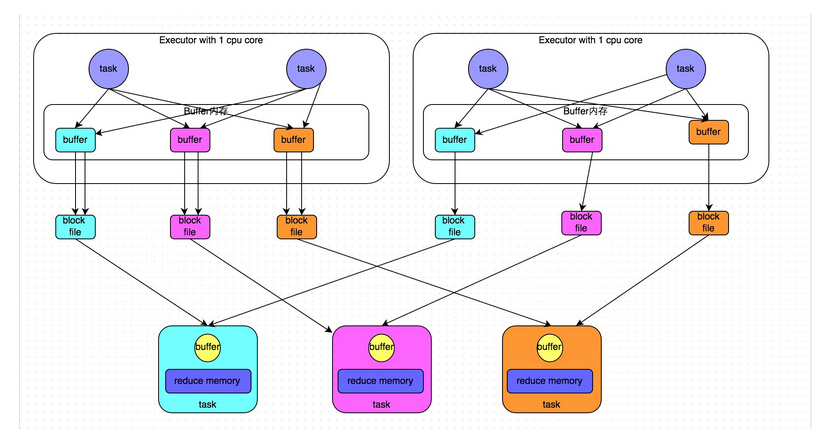 Executor with 1 cpu core
Executor with 1 cpu core
task
task
task
task
Buffer内存
Buffer内存
buffer
buffer
buffer
buffer
buffer
buffer
block
file
block
file
block
file
block
file
block
file
block
file
buffer
buffer
buffer
reduce memory
reduce memory
reduce memory
task
task
task